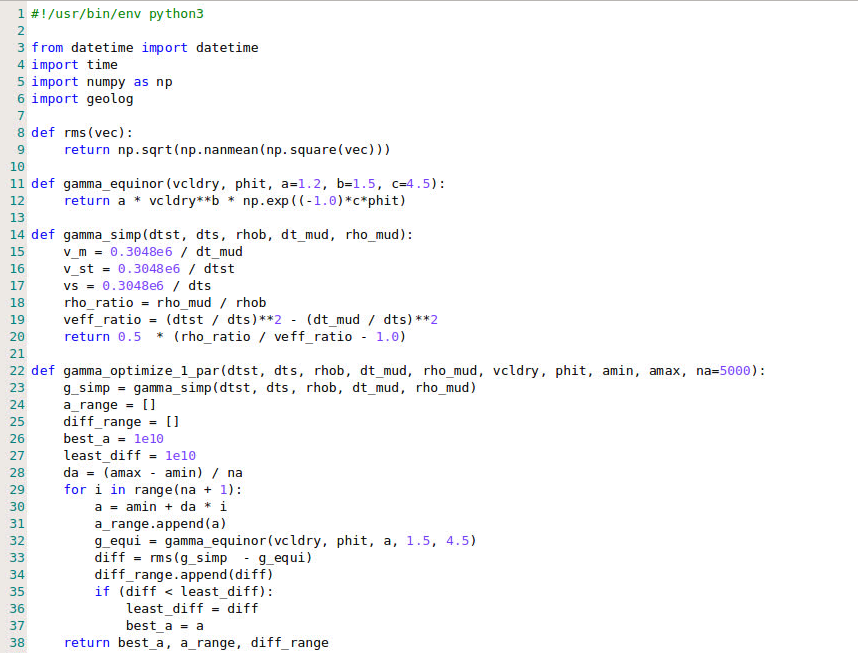 1 #!/usr/bin/env python3
2
3 from datetime import datetime
4 import time
5 import numpy as np
6 import geolog
7
8 def rms(vec):
9     return np.sqrt(np.nanmean(np.square(vec)))
10
11 def gamma_equinor(vcldry, phit, a=1.2, b=1.5, c=4.5):
12     return a * vcldry**b * np.exp((-1.0)*c*phit)
13
14 def gamma_simp(dtst, dts, rhob, dt_mud, rho_mud):
15     v_m = 0.3048e6 / dt_mud
16     v_st = 0.3048e6 / dtst
17     vs = 0.3048e6 / dts
18     rho_ratio = rho_mud / rhob
19     veff_ratio = (dtst / dts)**2 - (dt_mud / dts)**2
20     return 0.5  * (rho_ratio / veff_ratio - 1.0)
21
22 def gamma_optimize_1_par(dtst, dts, rhob, dt_mud, rho_mud, vcldry, phit, amin, amax, na=5000):
23     g_simp = gamma_simp(dtst, dts, rhob, dt_mud, rho_mud)
24     a_range = []
25     diff_range = []
26     best_a = 1e10
27     least_diff = 1e10
28     da = (amax - amin) / na
29     for i in range(na + 1):
30         a = amin + da * i
31         a_range.append(a)
32         g_equi = gamma_equinor(vcldry, phit, a, 1.5, 4.5)
33         diff = rms(g_simp  - g_equi)
34         diff_range.append(diff)
35         if (diff < least_diff):
36             least_diff = diff
37             best_a = a
38     return best_a, a_range, diff_range